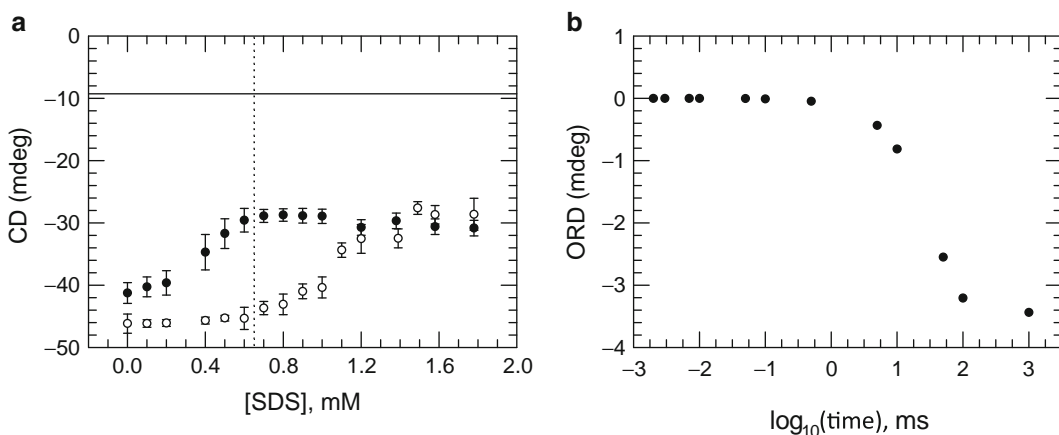 a
0
−10
−20
−30
−40
−50
CD (mdeg)
0.0 0.4 0.8 1.2 1.6 2.0
[SDS], mM
b
1
0
−1
−2
−3
−4
ORD (mdeg)
−3 −2 −1 0 1 2 3
log10(time), ms